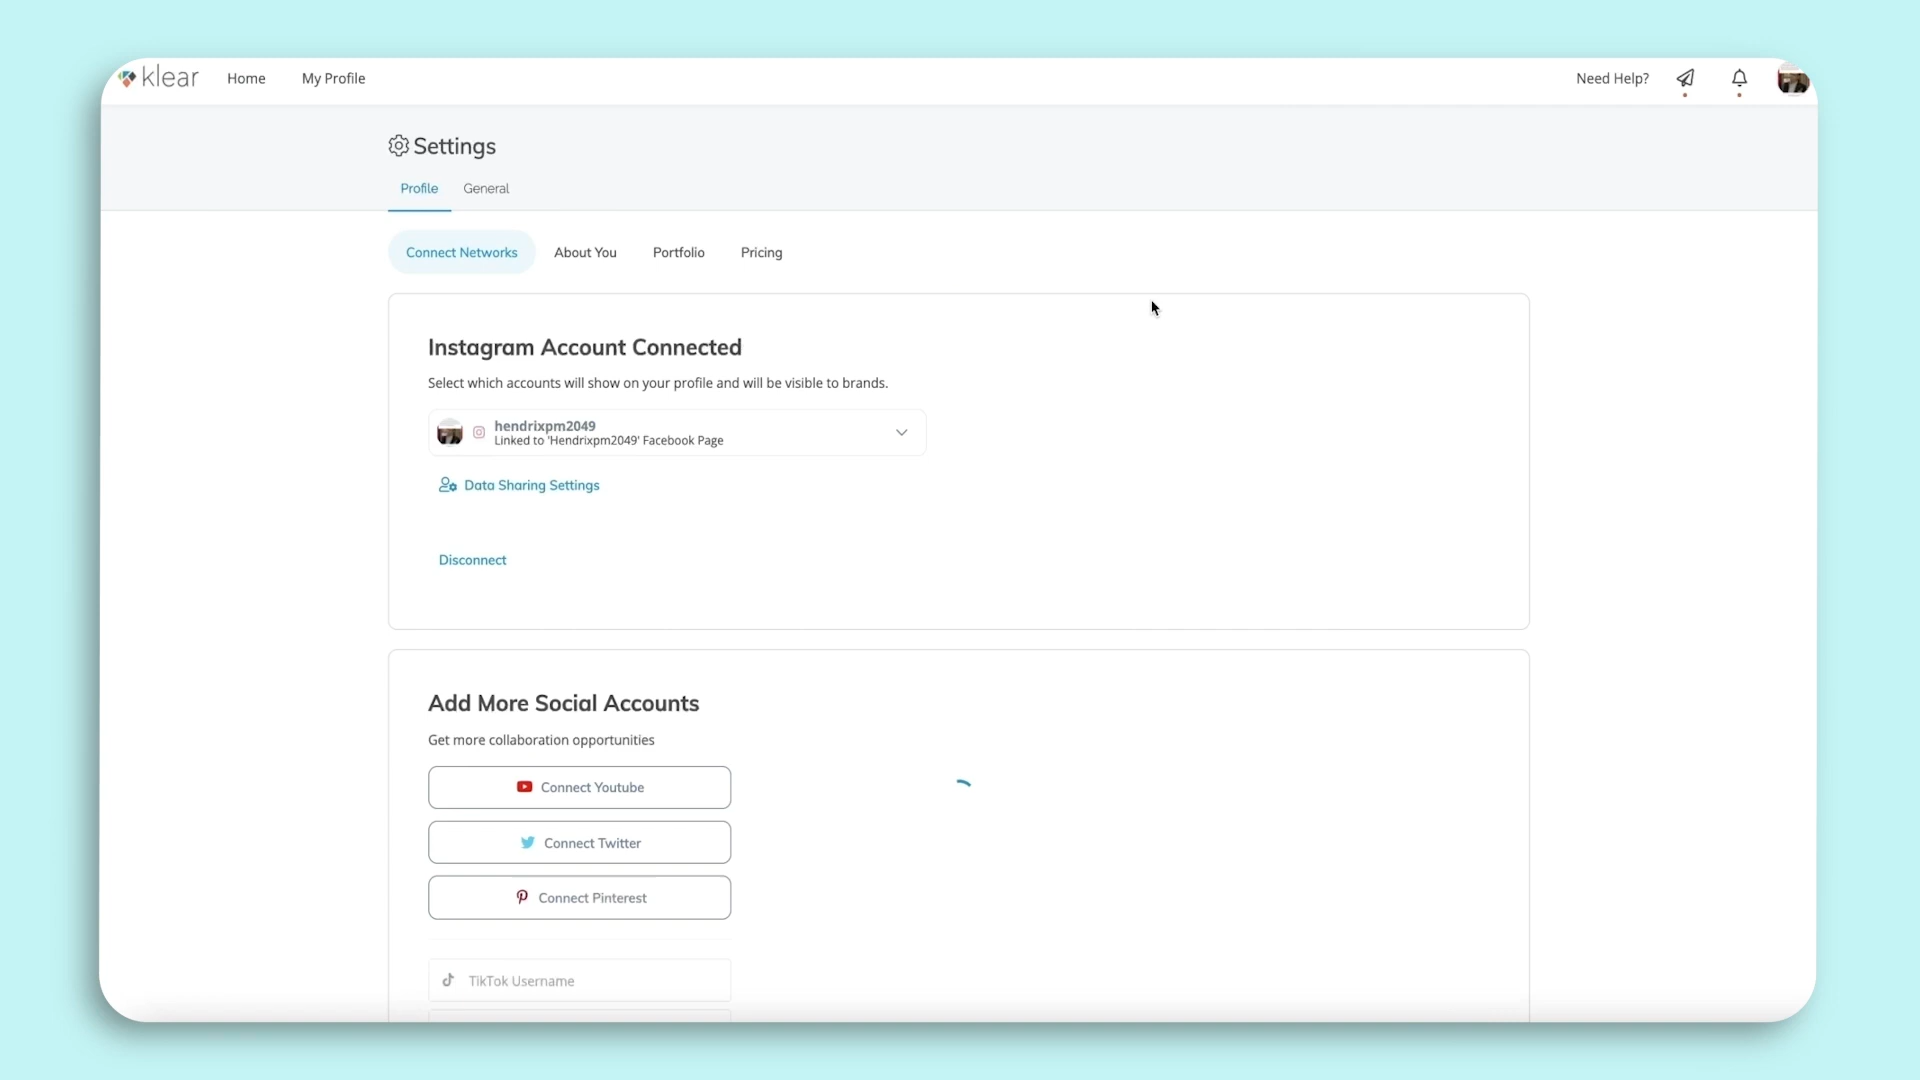 klear
Home
My Profile
Need Help?
Settings
Profile
General
Connect Networks
About You
Portfolio
Pricing
Instagram Account Connected
Select which accounts will show on your profile and will be visible to brands.
hendrixpm2049
Linked to 'Hendrixpm2049' Facebook Page
Data Sharing Settings
Disconnect
Add More Social Accounts
Get more collaboration opportunities
Connect Youtube
Connect Twitter
Connect Pinterest
TikTok Username